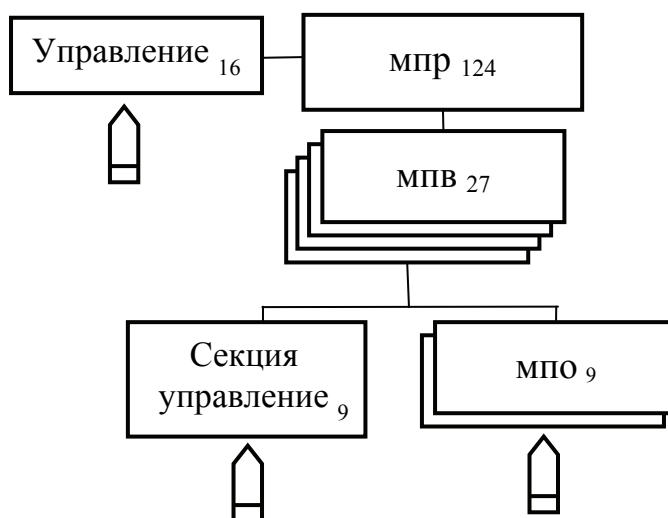 Управление 16
мпр 124
мпв 27
Секция
управление 9
мпо 9